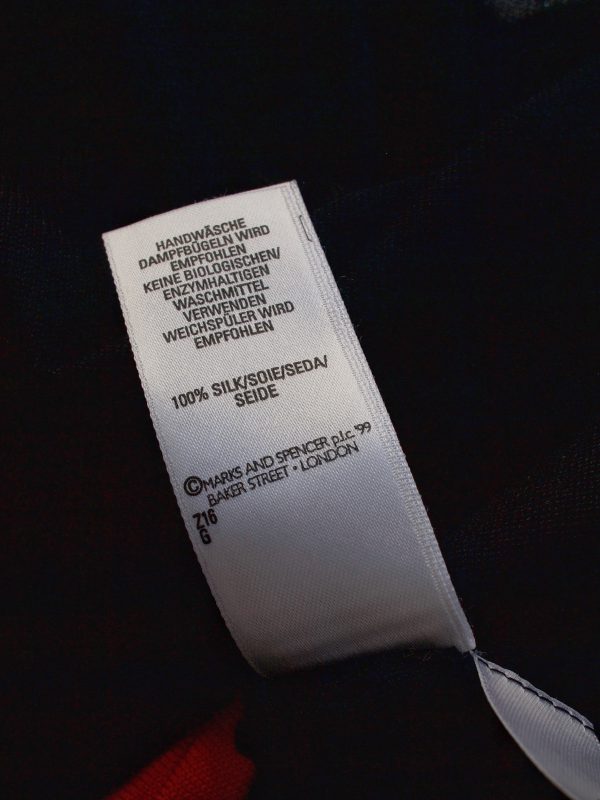 HANDWÄSCHE
DAMPFBÜGELN WIRD
EMPFOHLEN
KEINE BIOLOGISCHEN/
ENZYMHALTIGEN
WASCHMITTEL
VERWENDEN
WEICHSPÜLER WIRD
EMPFOHLEN
100% SILK/SOIE/SEDA/
SEIDE
©MARKS AND SPENCER p.l.c. '99
BAKER STREET · LONDON
Z16
G